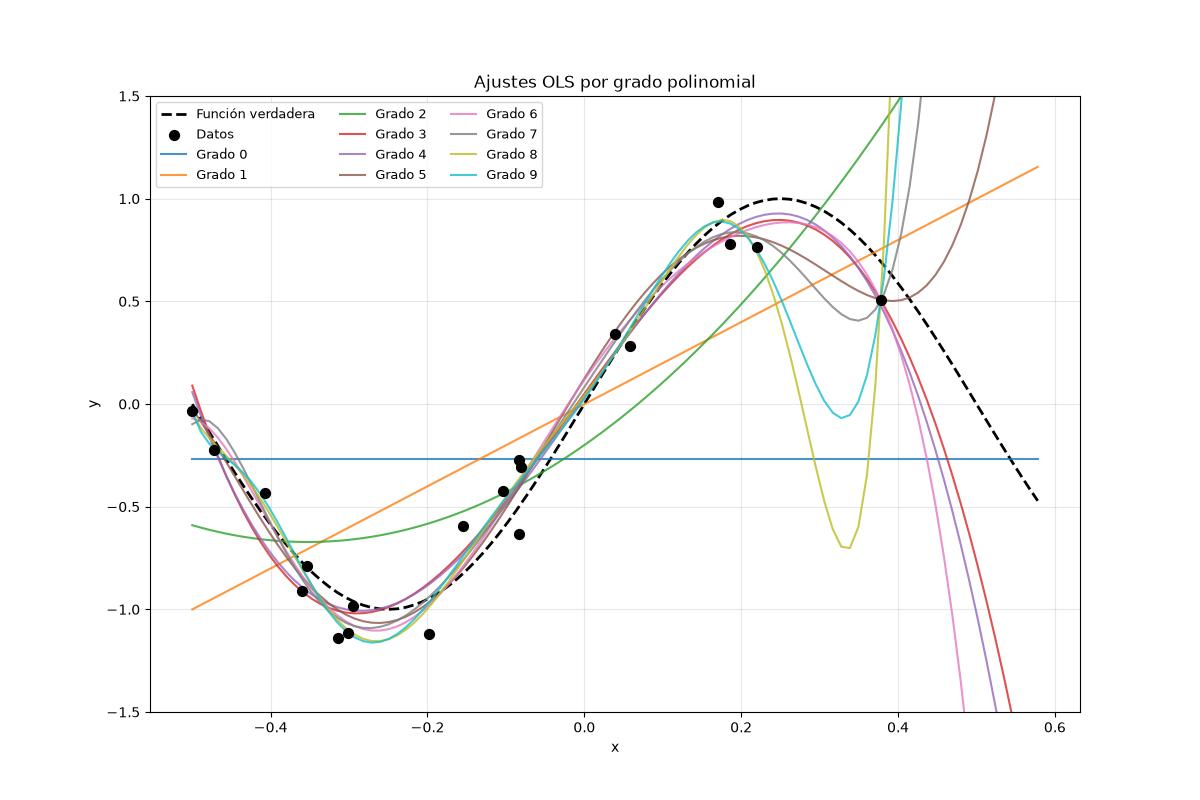 Ajustes OLS por grado polinomial
Función verdadera
Datos
Grado 0
Grado 1
Grado 2
Grado 3
Grado 4
Grado 5
Grado 6
Grado 7
Grado 8
Grado 9
1.5
1.0
0.5
0.0
−0.5
−1.0
−1.5
y
−0.4
−0.2
0.0
0.2
0.4
0.6
x